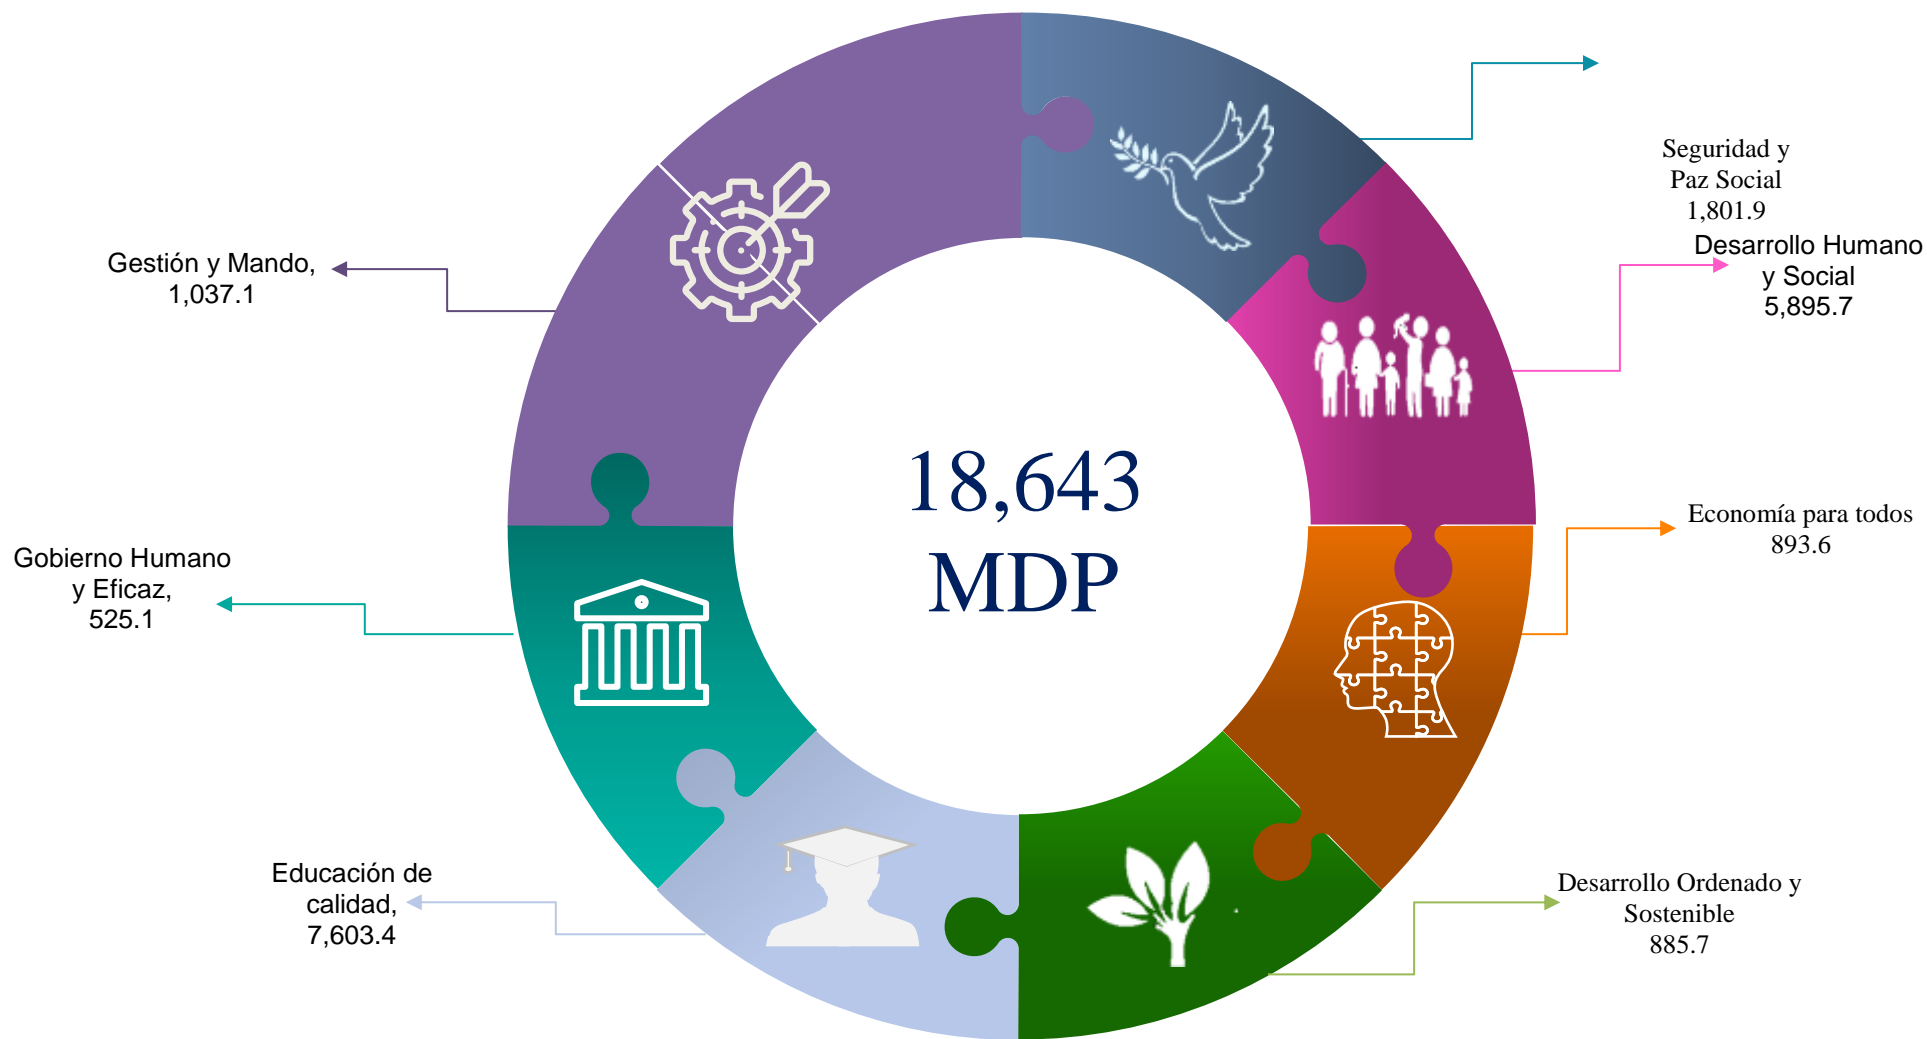 Seguridad y
Paz Social
1,801.9
Desarrollo Humano
y Social
5,895.7
Economía para todos
893.6
Desarrollo Ordenado y
Sostenible
885.7
Educación de
calidad,
7,603.4
Gobierno Humano
y Eficaz,
525.1
Gestión y Mando,
1,037.1
18,643
MDP